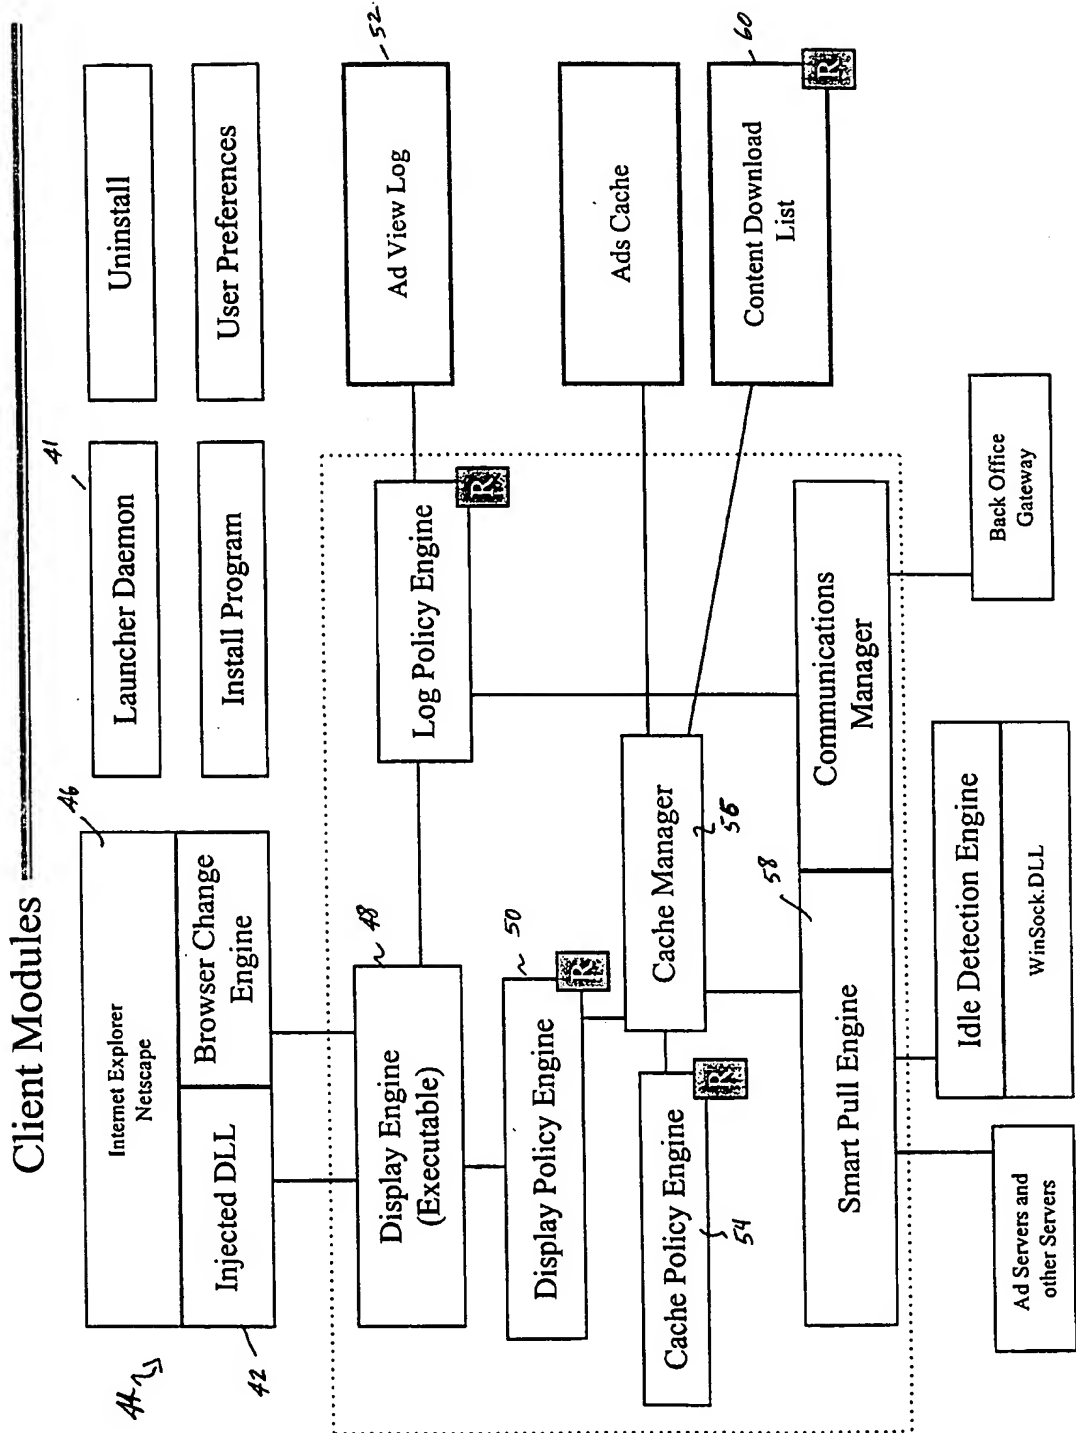 Client Modules
44
46
Internet Explorer
Netscape
Injected DLL
Browser Change
Engine
42
41
Launcher Daemon
Install Program
Uninstall
User Preferences
48
Display Engine
(Executable)
Log Policy Engine
R
52
Ad View Log
50
Display Policy Engine
R
Cache Manager
56
Ads Cache
60
Content Download
List
R
Cache Policy Engine
R
54
58
Smart Pull Engine
Communications
Manager
Ad Servers and
other Servers
Idle Detection Engine
WinSock.DLL
Back Office
Gateway